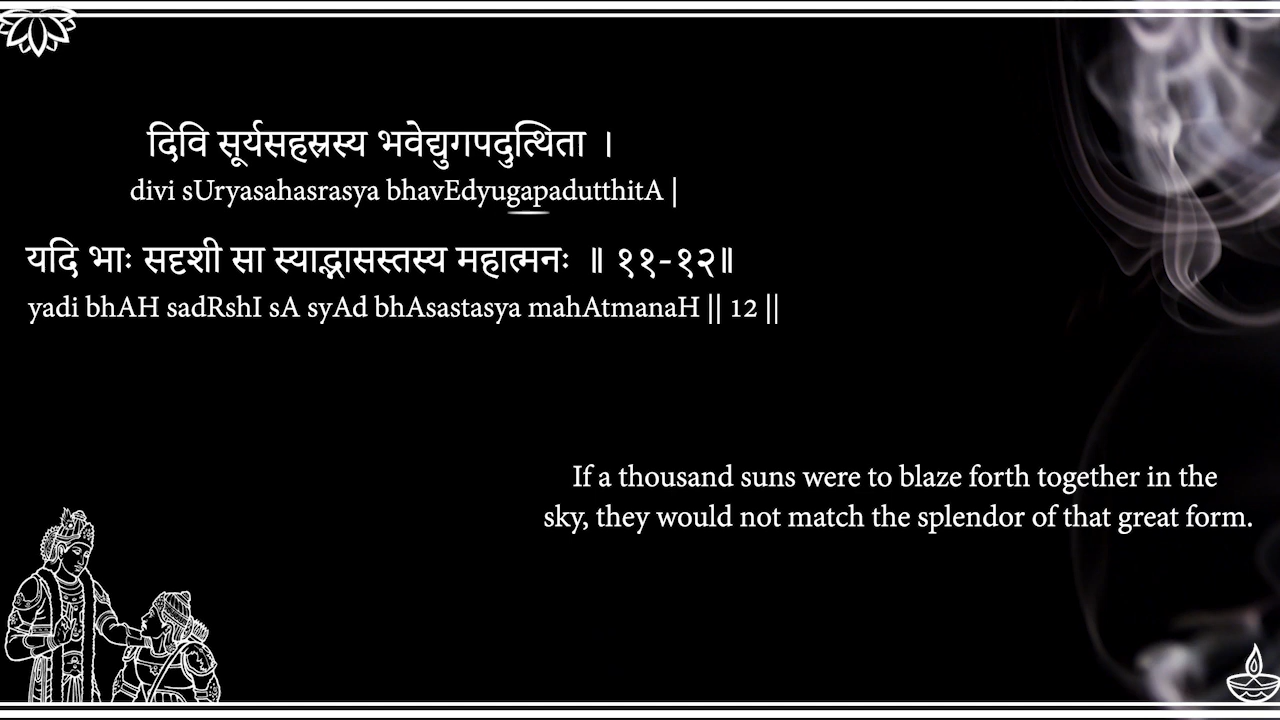 दिवि सूर्यसहस्रस्य भवेद्युगपदुत्थिता ।
divi sUryasahasrasya bhavEdyugapadutthitA |
यदि भाः सदृशी सा स्याद्भासस्तस्य महात्मनः ॥ ११-१२॥
yadi bhAH sadRshI sA syAd bhAsastasya mahAtmanaH || 12 ||
If a thousand suns were to blaze forth together in the
sky, they would not match the splendor of that great form.